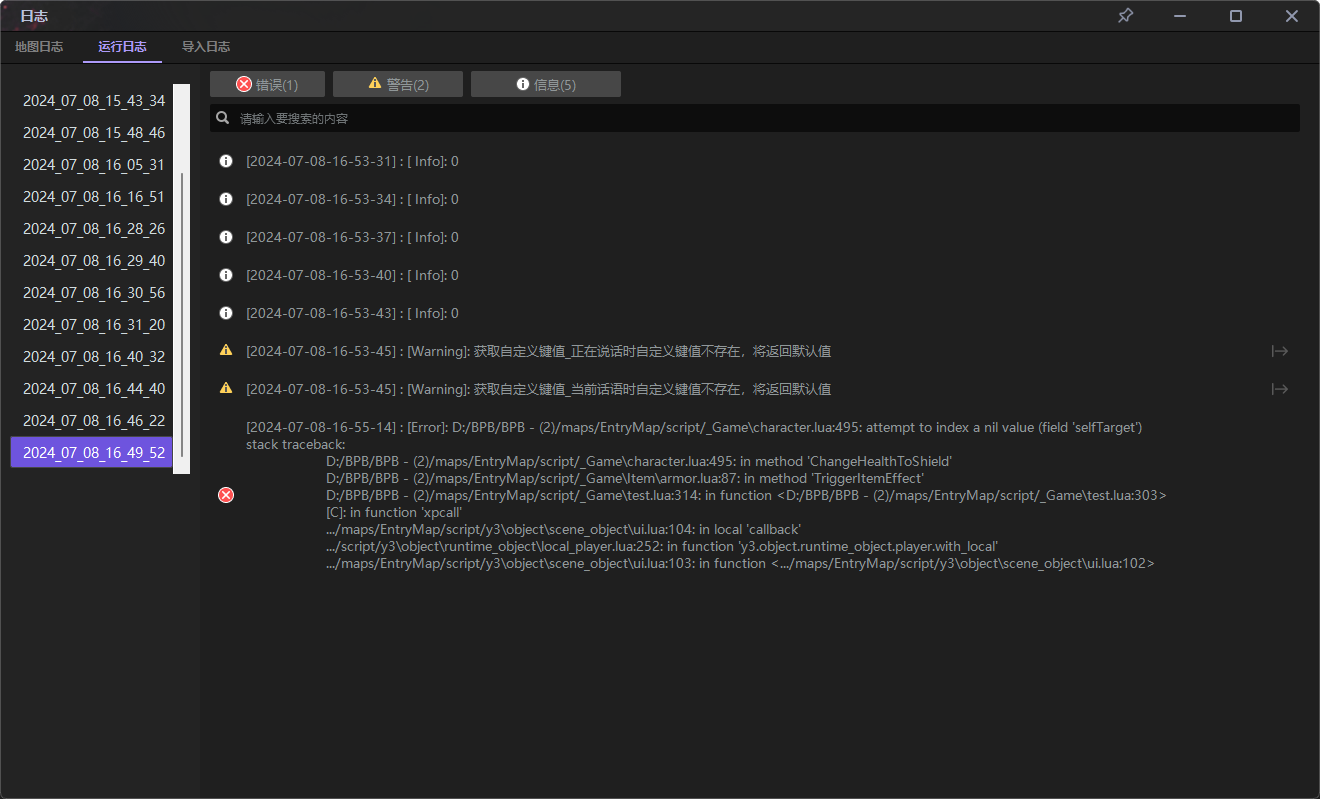 日志
地图日志 运行日志 导入日志
错误(1) 警告(2) 信息(5)
请输入要搜索的内容
2024_07_08_15_43_34
2024_07_08_15_48_46
2024_07_08_16_05_31
2024_07_08_16_16_51
2024_07_08_16_28_26
2024_07_08_16_29_40
2024_07_08_16_30_56
2024_07_08_16_31_20
2024_07_08_16_40_32
2024_07_08_16_44_40
2024_07_08_16_46_22
2024_07_08_16_49_52
[2024-07-08-16-53-31] : [ Info]: 0
[2024-07-08-16-53-34] : [ Info]: 0
[2024-07-08-16-53-37] : [ Info]: 0
[2024-07-08-16-53-40] : [ Info]: 0
[2024-07-08-16-53-43] : [ Info]: 0
[2024-07-08-16-53-45] : [Warning]: 获取自定义键值_正在说话时自定义键值不存在，将返回默认值
[2024-07-08-16-53-45] : [Warning]: 获取自定义键值_当前话语时自定义键值不存在，将返回默认值
[2024-07-08-16-55-14] : [Error]: D:/BPB/BPB - (2)/maps/EntryMap/script/_Game\character.lua:495: attempt to index a nil value (field 'selfTarget')
stack traceback:
D:/BPB/BPB - (2)/maps/EntryMap/script/_Game\character.lua:495: in method 'ChangeHealthToShield'
D:/BPB/BPB - (2)/maps/EntryMap/script/_Game\Item\armor.lua:87: in method 'TriggerItemEffect'
D:/BPB/BPB - (2)/maps/EntryMap/script/_Game\test.lua:314: in function <D:/BPB/BPB - (2)/maps/EntryMap/script/_Game\test.lua:303>
[C]: in function 'xpcall'
.../maps/EntryMap/script/y3\object\scene_object\ui.lua:104: in local 'callback'
.../script/y3\object\runtime_object\local_player.lua:252: in function 'y3.object.runtime_object.player.with_local'
.../maps/EntryMap/script/y3\object\scene_object\ui.lua:103: in function <.../maps/EntryMap/script/y3\object\scene_object\ui.lua:102>